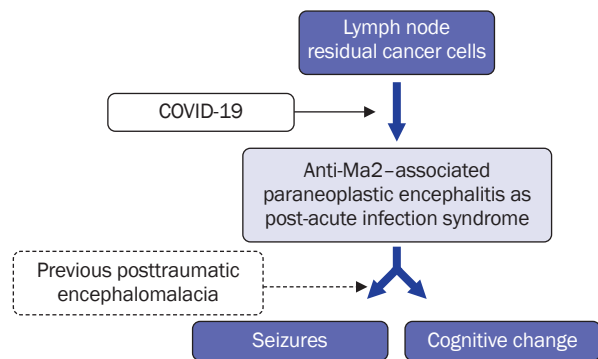 Lymph node
residual cancer cells
COVID-19
Anti-Ma2–associated
paraneoplastic encephalitis as
post-acute infection syndrome
Previous posttraumatic
encephalomalacia
Seizures
Cognitive change